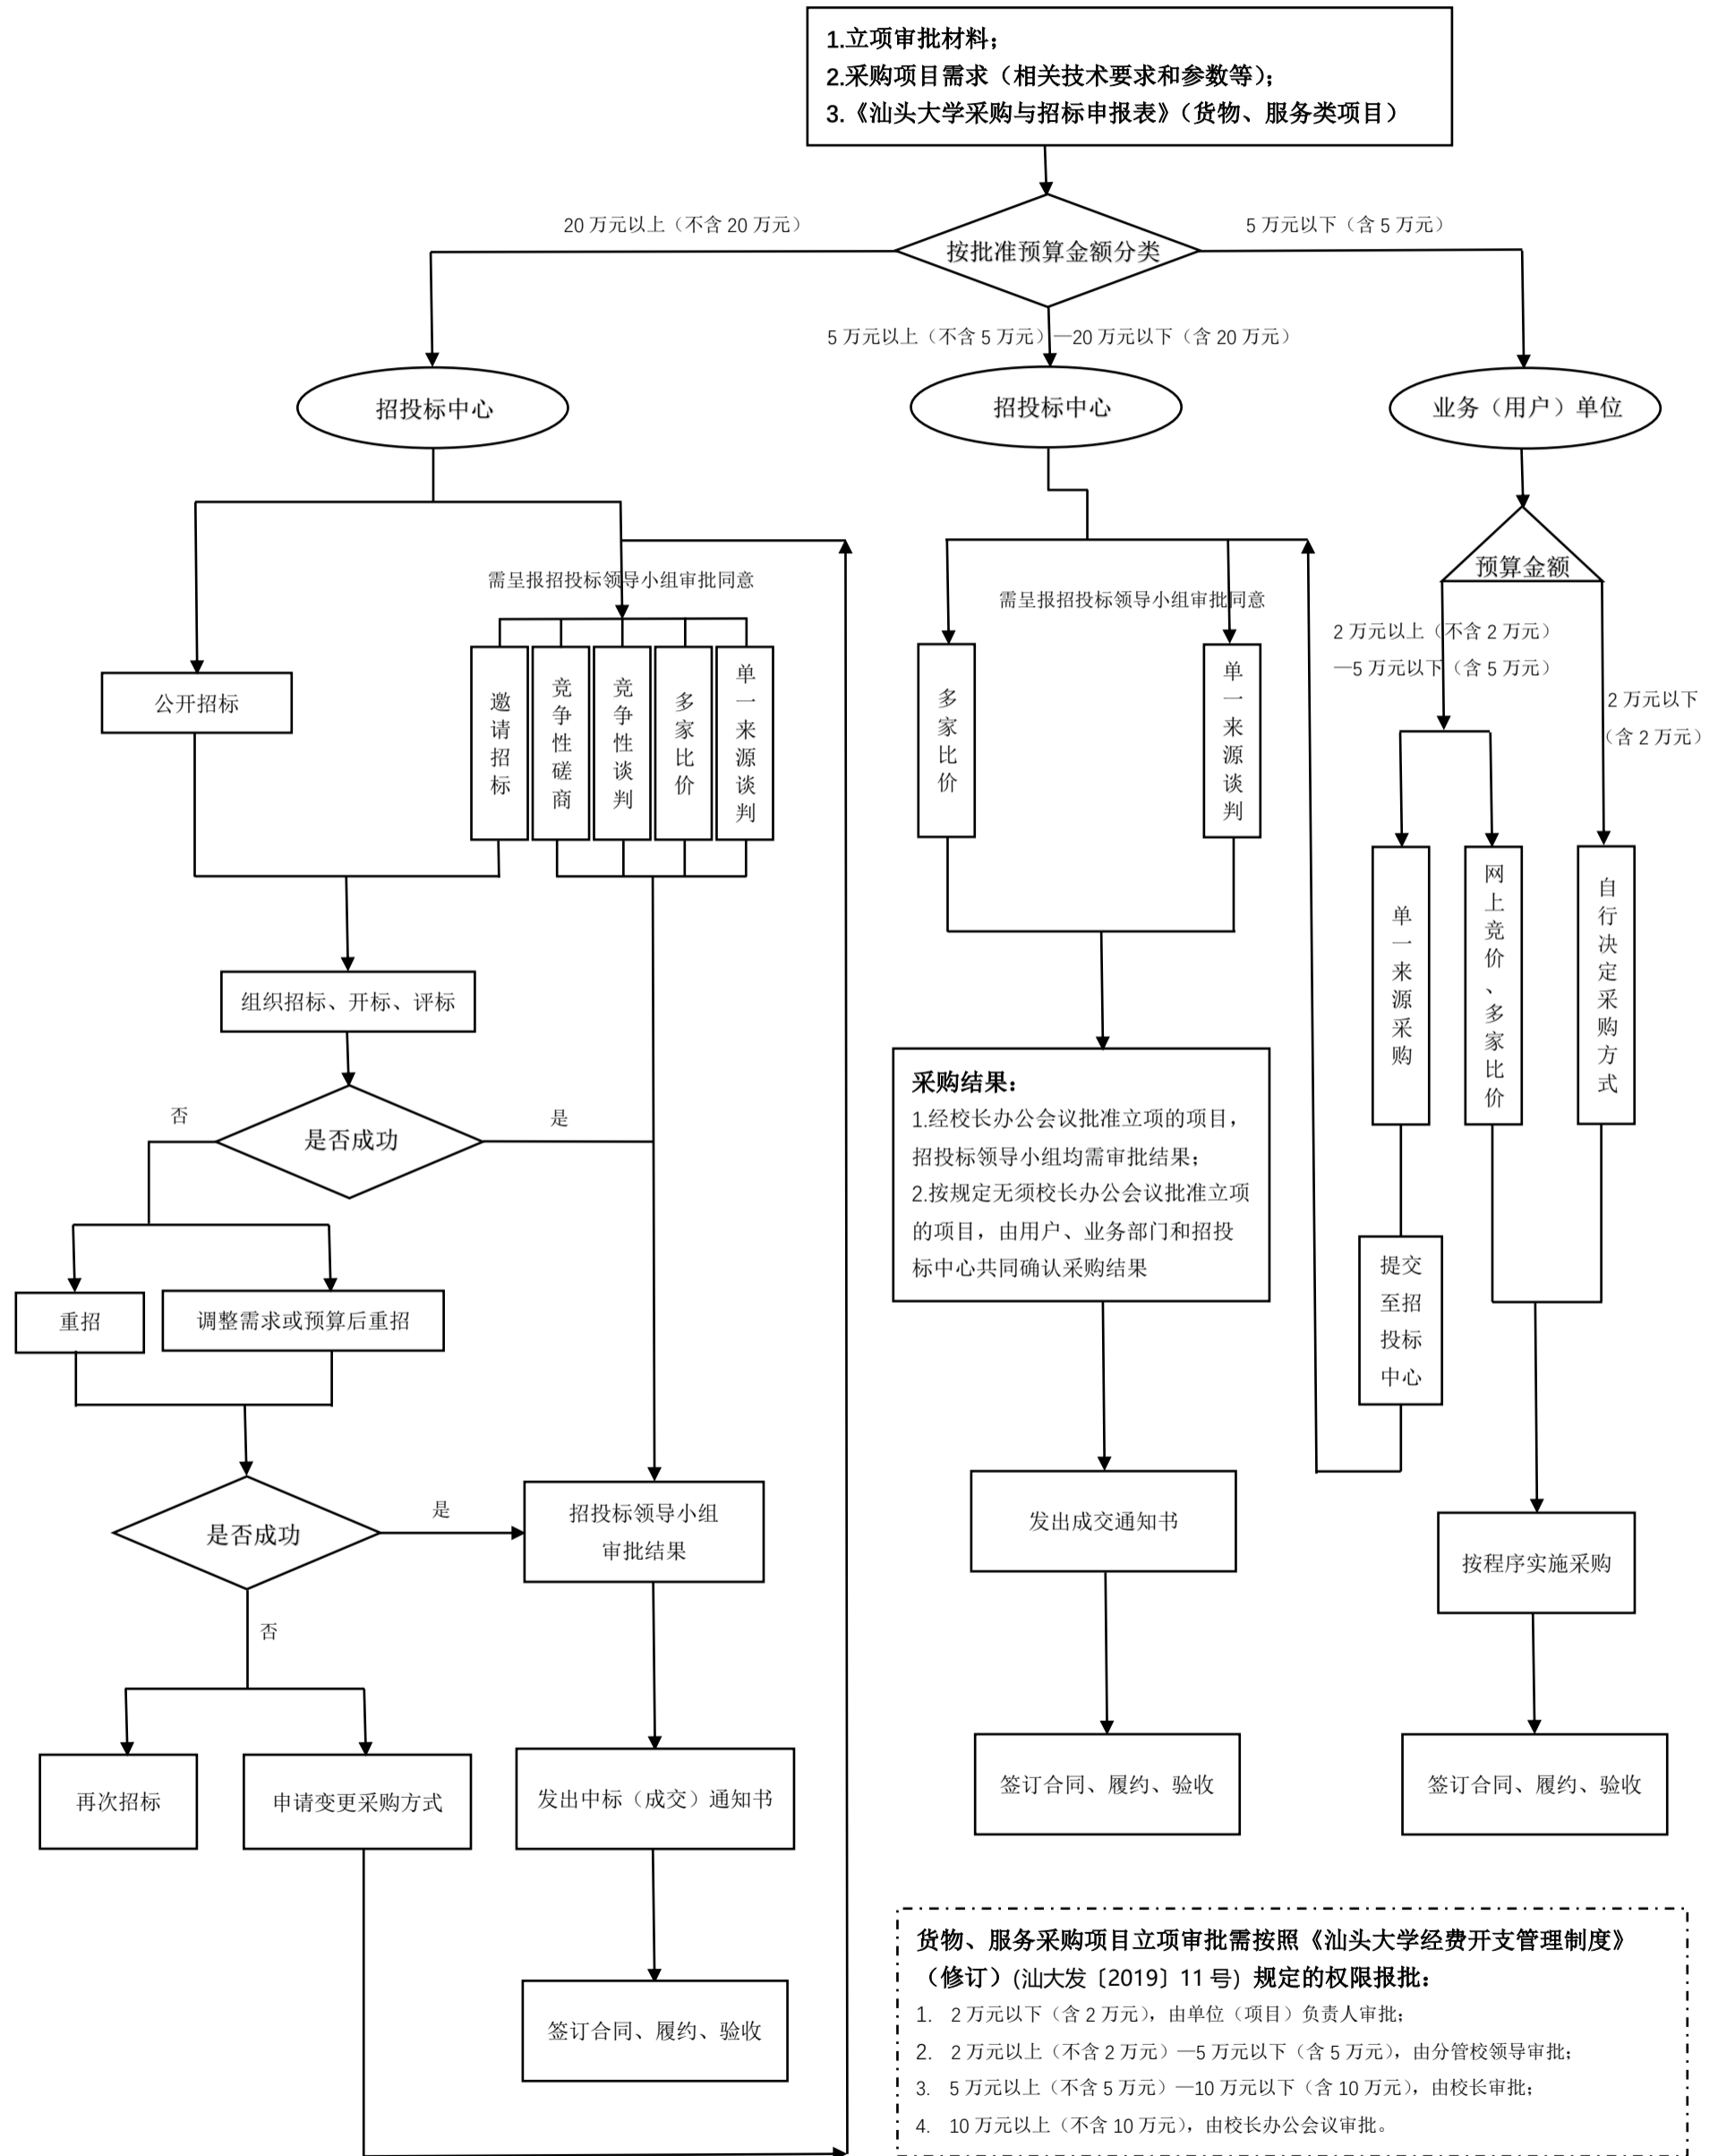 1.立项审批材料；
2.采购项目需求（相关技术要求和参数等）；
3.《汕头大学采购与招标申报表》（货物、服务类项目）
按批准预算金额分类
20 万元以上（不含 20 万元）
5 万元以下（含 5 万元）
5 万元以上（不含 5 万元）—20 万元以下（含 20 万元）
招投标中心
招投标中心
业务（用户）单位
需呈报招投标领导小组审批同意
需呈报招投标领导小组审批同意
预算金额
2 万元以上（不含 2 万元）
—5 万元以下（含 5 万元）
2 万元以下
（含 2 万元）
公开招标
邀请招标
竞争性磋商
竞争性谈判
多家比价
单一来源谈判
多家比价
单一来源谈判
单一来源采购
网上竞价、多家比价
自行决定采购方式
组织招标、开标、评标
是否成功
否
是
采购结果：
1.经校长办公会议批准立项的项目，
招投标领导小组均需审批结果；
2.按规定无须校长办公会议批准立项
的项目，由用户、业务部门和招投
标中心共同确认采购结果
提交
至招
投标
中心
重招
调整需求或预算后重招
是否成功
是
否
招投标领导小组
审批结果
发出成交通知书
按程序实施采购
再次招标
申请变更采购方式
发出中标（成交）通知书
签订合同、履约、验收
签订合同、履约、验收
签订合同、履约、验收
货物、服务采购项目立项审批需按照《汕头大学经费开支管理制度》
（修订）(汕大发〔2019〕11 号) 规定的权限报批：
1. 2 万元以下（含 2 万元），由单位（项目）负责人审批；
2. 2 万元以上（不含 2 万元）—5 万元以下（含 5 万元），由分管校领导审批；
3. 5 万元以上（不含 5 万元）—10 万元以下（含 10 万元），由校长审批；
4. 10 万元以上（不含 10 万元），由校长办公会议审批。